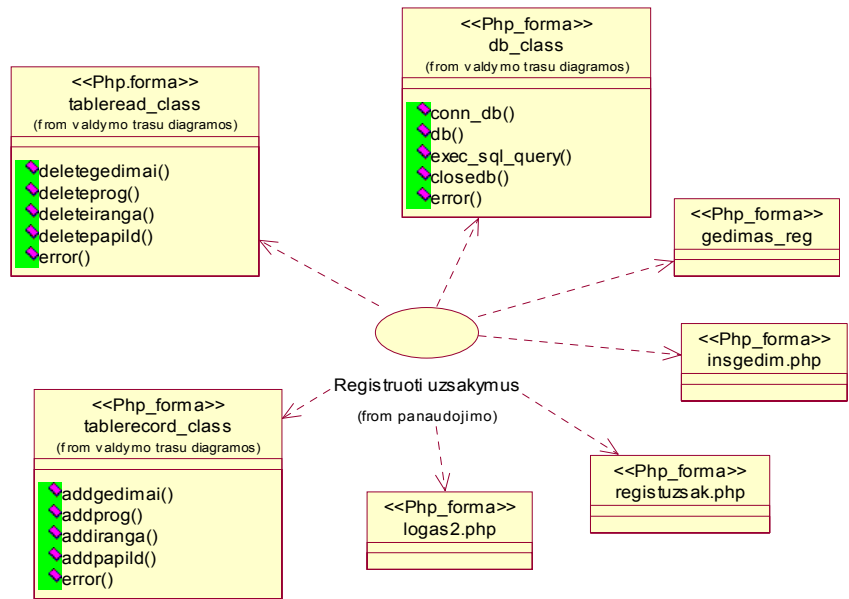 <<Php_forma>>
db_class
(from valdymo trasu diagramos)
conn_db()
db()
exec_sql_query()
closedb()
error()
<<Php.forma>>
tableread_class
(from valdymo trasu diagramos)
deletegedimai()
deleteprog()
deleteiranga()
deletepapild()
error()
<<Php_forma>>
gedimas_reg
<<Php_forma>>
insgedim.php
Registruoti uzsakymus
(from panaudojimo)
<<Php_forma>>
tablerecord_class
(from valdymo trasu diagramos)
addgedimai()
addprog()
addiranga()
addpapild()
error()
<<Php_forma>>
registuzsak.php
<<Php_forma>>
logas2.php